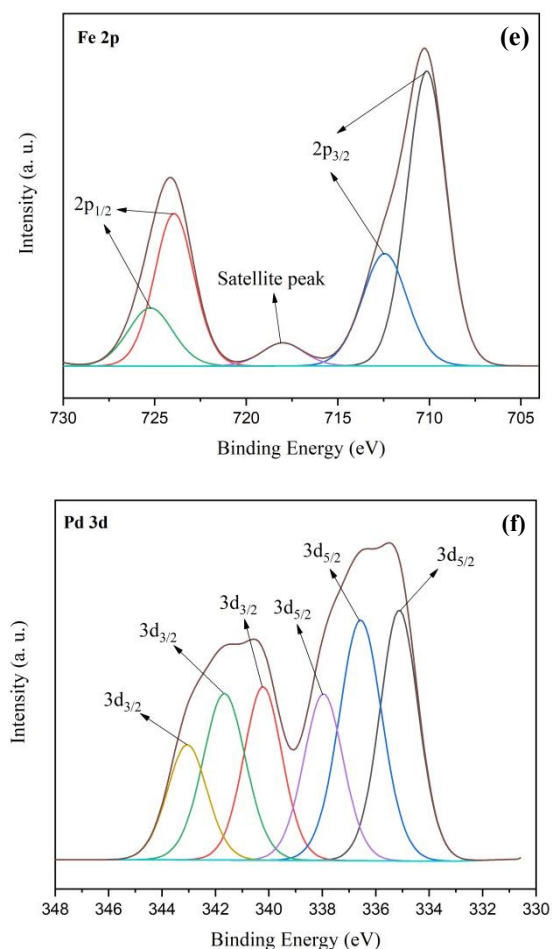 Fe 2p
(e)
2p3/2
2p1/2
Satellite peak
Intensity (a. u.)
730 725 720 715 710 705
Binding Energy (eV)
Pd 3d
(f)
3d5/2
3d5/2
3d3/2
3d5/2
3d3/2
3d3/2
Intensity (a. u.)
348 346 344 342 340 338 336 334 332 330
Binding Energy (eV)